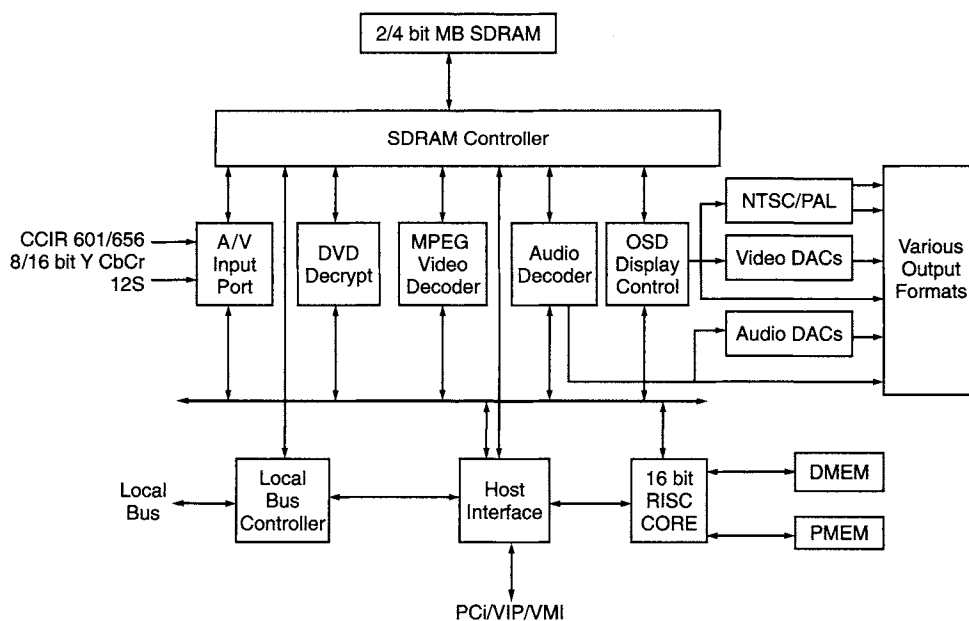 2/4 bit MB SDRAM
SDRAM Controller
CCIR 601/656
8/16 bit Y CbCr
12S
A/V
Input
Port
DVD
Decrypt
MPEG
Video
Decoder
Audio
Decoder
OSD
Display
Control
NTSC/PAL
Video DACs
Audio DACs
Various
Output
Formats
Local
Bus
Local
Bus
Controller
Host
Interface
16 bit
RISC
CORE
DMEM
PMEM
PCi/VIP/VMI